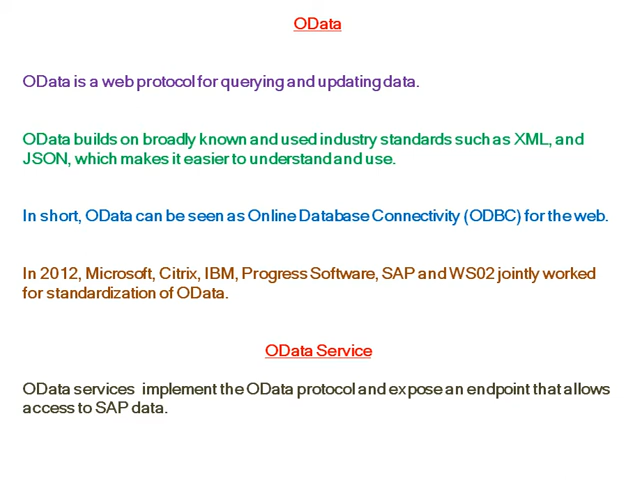 OData
OData is a web protocol for querying and updating data.
OData builds on broadly known and used industry standards such as XML, and
JSON, which makes it easier to understand and use.
In short, OData can be seen as Online Database Connectivity (ODBC) for the web.
In 2012, Microsoft, Citrix, IBM, Progress Software, SAP and WS02 jointly worked
for standardization of OData.
OData Service
OData services implement the OData protocol and expose an endpoint that allows
access to SAP data.